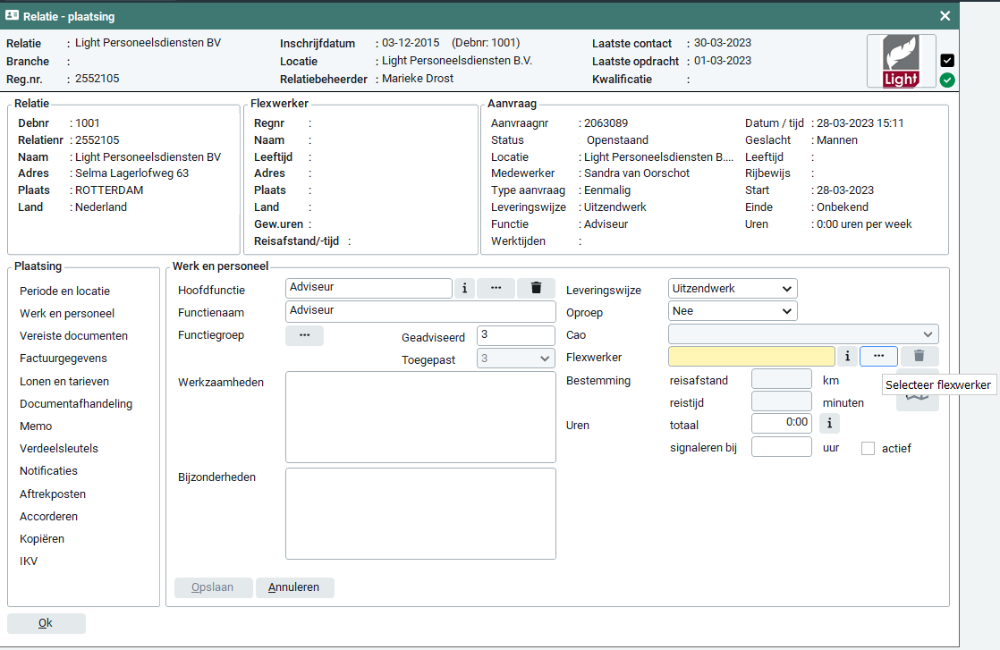 Relatie - plaatsing
Relatie : Light Personeelsdiensten BV
Inschrijfdatum : 03-12-2015 (Debnr: 1001)
Laatste contact : 30-03-2023
Branche :
Locatie : Light Personeelsdiensten B.V.
Laatste opdracht : 01-03-2023
Reg.nr. : 2552105
Relatiebeheerder : Marieke Drost
Kwalificatie :
Light
Relatie
Debnr : 1001
Relatienr : 2552105
Naam : Light Personeelsdiensten BV
Adres : Selma Lagerlofweg 63
Plaats : ROTTERDAM
Land : Nederland
Flexwerker
Regnr :
Naam :
Leeftijd :
Adres :
Plaats :
Land :
Gew.uren :
Reisafstand/-tijd :
Aanvraag
Aanvraagnr : 2063089
Status Openstaand
Locatie : Light Personeelsdiensten B....
Medewerker : Sandra van Oorschot
Type aanvraag : Eenmalig
Leveringswijze : Uitzendwerk
Functie : Adviseur
Werktijden :
Datum / tijd : 28-03-2023 15:11
Geslacht : Mannen
Leeftijd :
Rijbewijs :
Start : 28-03-2023
Einde : Onbekend
Uren : 0:00 uren per week
Plaatsing
Periode en locatie
Werk en personeel
Vereiste documenten
Factuurgegevens
Lonen en tarieven
Documentafhandeling
Memo
Verdeelsleutels
Notificaties
Aftrekposten
Accorderen
Kopiëren
IKV
Werk en personeel
Hoofdfunctie Adviseur i ...
Functienaam Adviseur
Functiegroep ... Geadviseerd 3
Toegepast 3
Werkzaamheden
Bijzonderheden
Leveringswijze Uitzendwerk
Oproep Nee
Cao
Flexwerker i ...
Selecteer flexwerker
Bestemming reisafstand km
reistijd minuten
Uren totaal 0:00 i
signaleren bij uur actief
Opslaan Annuleren
Ok